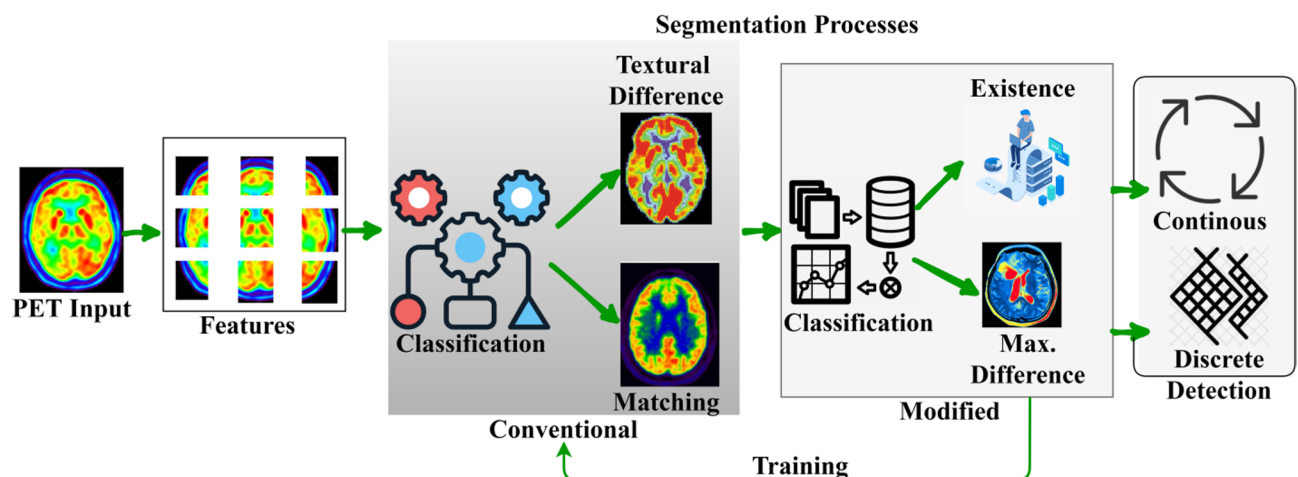 Segmentation Processes
PET Input
Features
Classification
Textural
Difference
Matching
Conventional
Classification
Existence
Max.
Difference
Modified
Continous
Discrete
Detection
Training